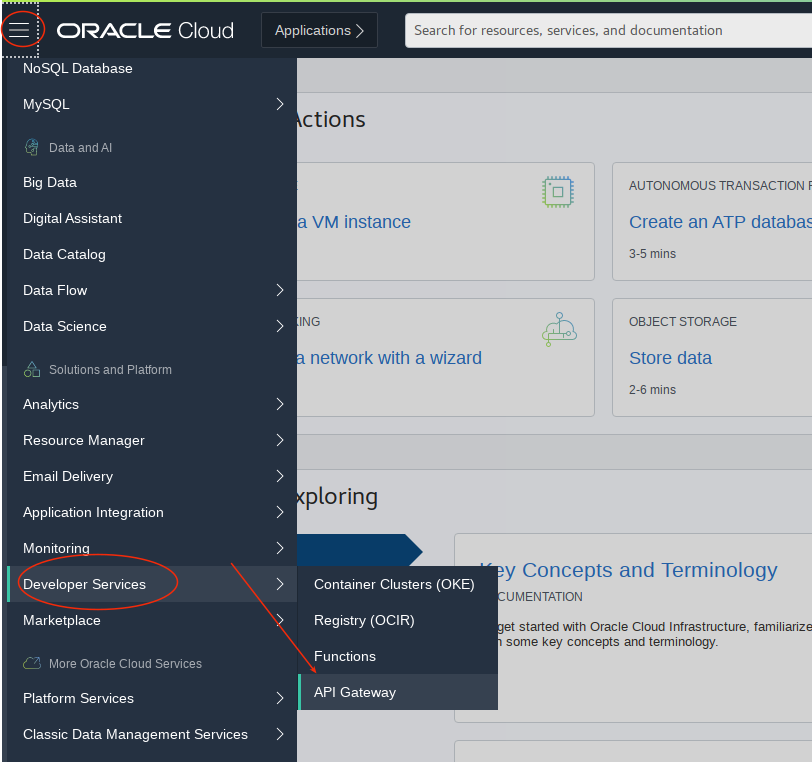 ORACLE Cloud
Applications
Search for resources, services, and documentation
NoSQL Database
MySQL
Data and AI
Big Data
Digital Assistant
Data Catalog
Data Flow
Data Science
Solutions and Platform
Analytics
Resource Manager
Email Delivery
Application Integration
Monitoring
Developer Services
Marketplace
More Oracle Cloud Services
Platform Services
Classic Data Management Services
Container Clusters (OKE)
Registry (OCIR)
Functions
API Gateway
Actions
a VM instance
AUTONOMOUS TRANSACTION
Create an ATP databas
3-5 mins
KING
a network with a wizard
OBJECT STORAGE
Store data
2-6 mins
xploring
Key Concepts and Terminology
CUMENTATION
get started with Oracle Cloud Infrastructure, familiarize
some key concepts and terminology.